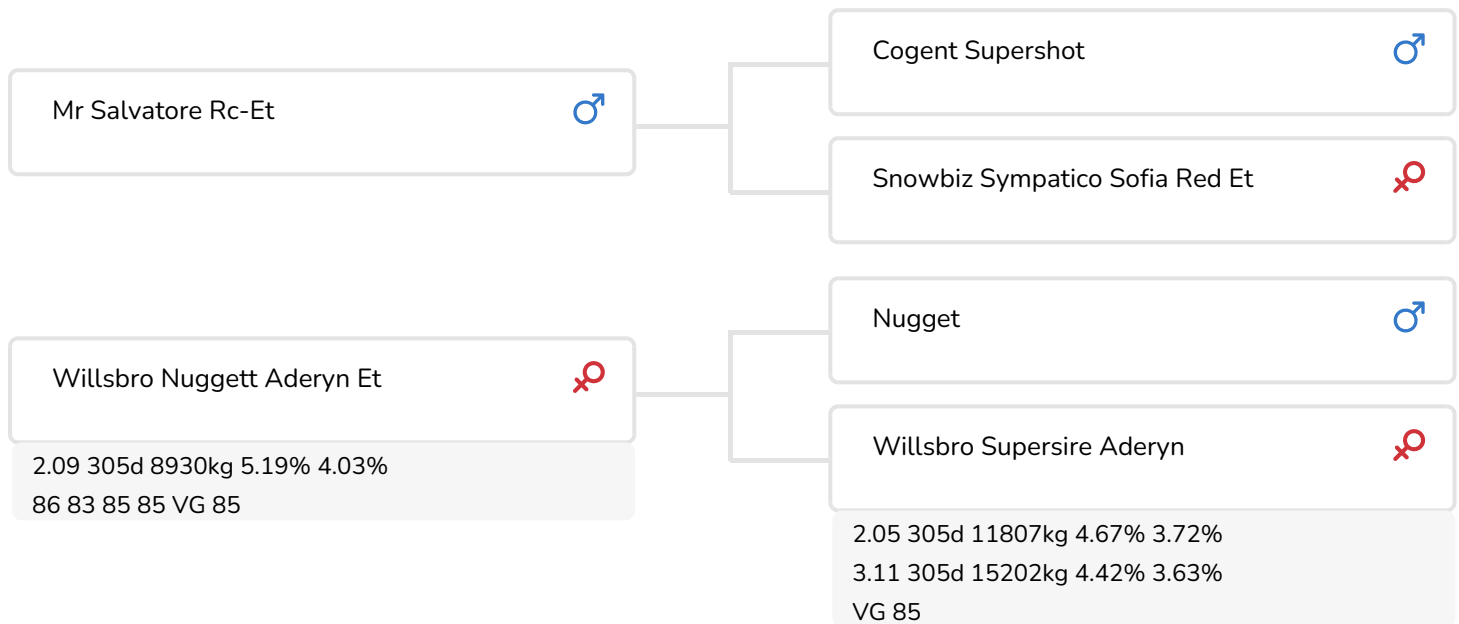 Mr Salvatore Rc-Et
Cogent Supershot
Snowbiz Sympatico Sofia Red Et
Willsbro Nuggett Aderyn Et
2.09 305d 8930kg 5.19% 4.03%
86 83 85 85 VG 85
Nugget
Willsbro Supersire Aderyn
2.05 305d 11807kg 4.67% 3.72%
3.11 305d 15202kg 4.42% 3.63%
VG 85